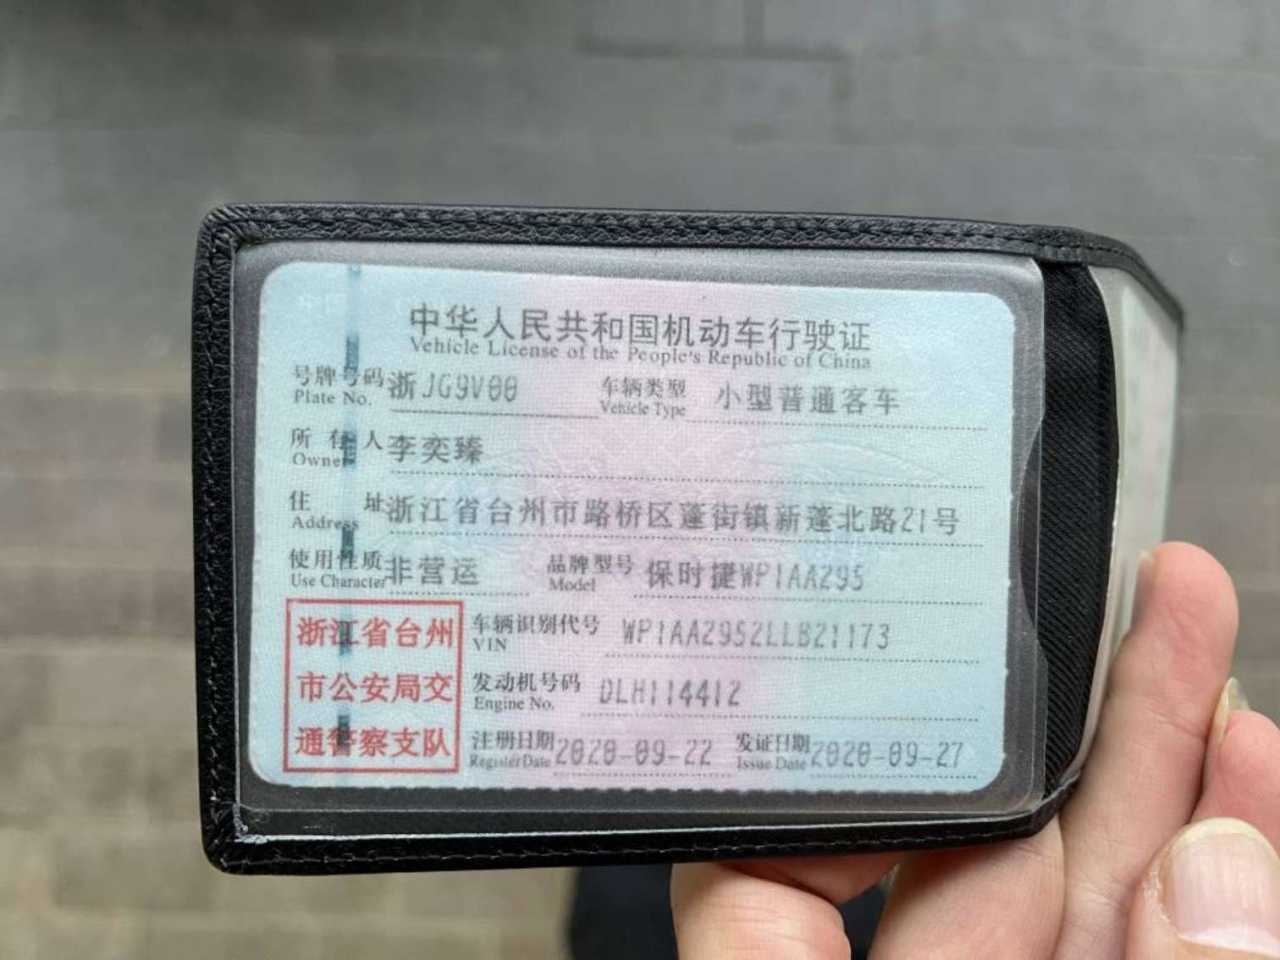 中华人民共和国机动车行驶证
Vehicle License of the People's Republic of China
号牌号码 浙JG9V00 车辆类型 小型普通客车
Plate No. Vehicle Type
所有人 李奕臻
Owner
住址 浙江省台州市路桥区蓬街镇新蓬北路21号
Address
使用性质 非营运 品牌型号 保时捷WP1AA295
Use Character Model
浙江省台州
市公安局交
通警察支队
车辆识别代号 WP1AA2952LLB21173
VIN
发动机号码 DLH114412
Engine No.
注册日期 2020-09-22 发证日期 2020-09-27
Register Date Issue Date